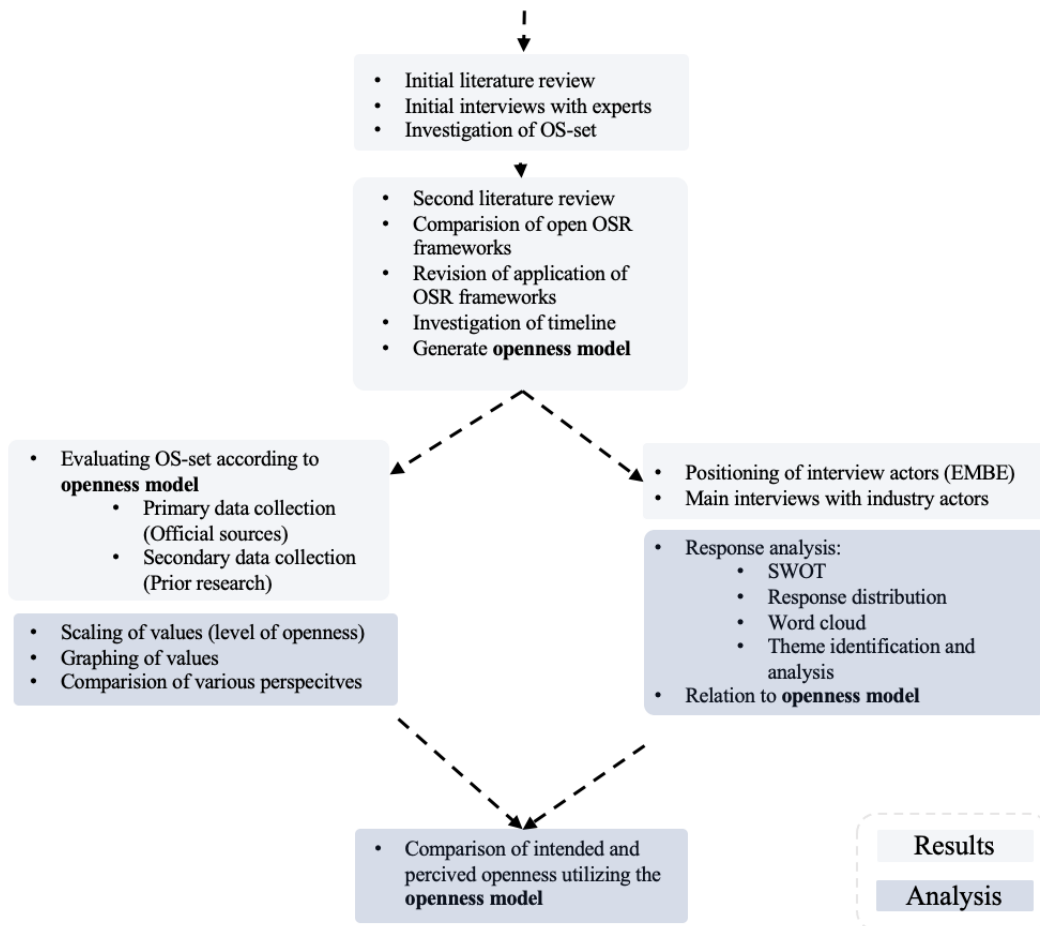 • Initial literature review
• Initial interviews with experts
• Investigation of OS-set
• Second literature review
• Comparision of open OSR
frameworks
• Revision of application of
OSR frameworks
• Investigation of timeline
• Generate openness model
• Evaluating OS-set according to
openness model
• Primary data collection
(Official sources)
• Secondary data collection
(Prior research)
• Scaling of values (level of openness)
• Graphing of values
• Comparision of various perspecitves
• Positioning of interview actors (EMBE)
• Main interviews with industry actors
• Response analysis:
• SWOT
• Response distribution
• Word cloud
• Theme identification and
analysis
• Relation to openness model
• Comparison of intended and
percived openness utilizing the
openness model
Results
Analysis